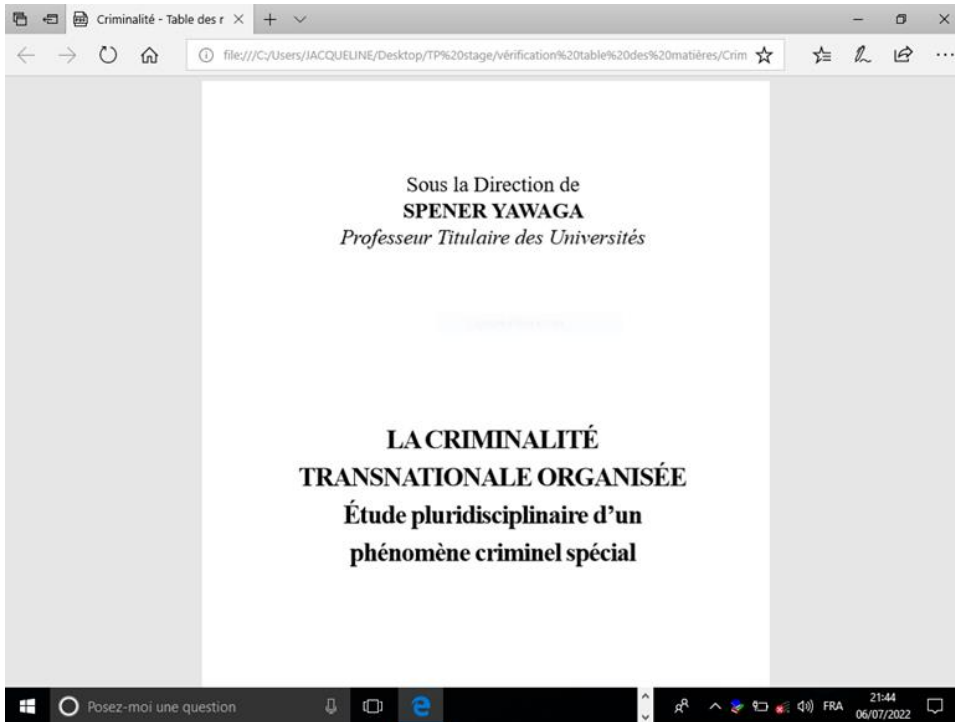 Criminalité - Table des r
file:///C:/Users/JACQUELINE/Desktop/TP%20stage/vérification%20table%20des%20matières/Crim
Sous la Direction de
SPENER YAWAGA
Professeur Titulaire des Universités
LA CRIMINALITÉ
TRANSNATIONALE ORGANISÉE
Étude pluridisciplinaire d’un
phénomène criminel spécial
Posez-moi une question
FRA
21:44
06/07/2022